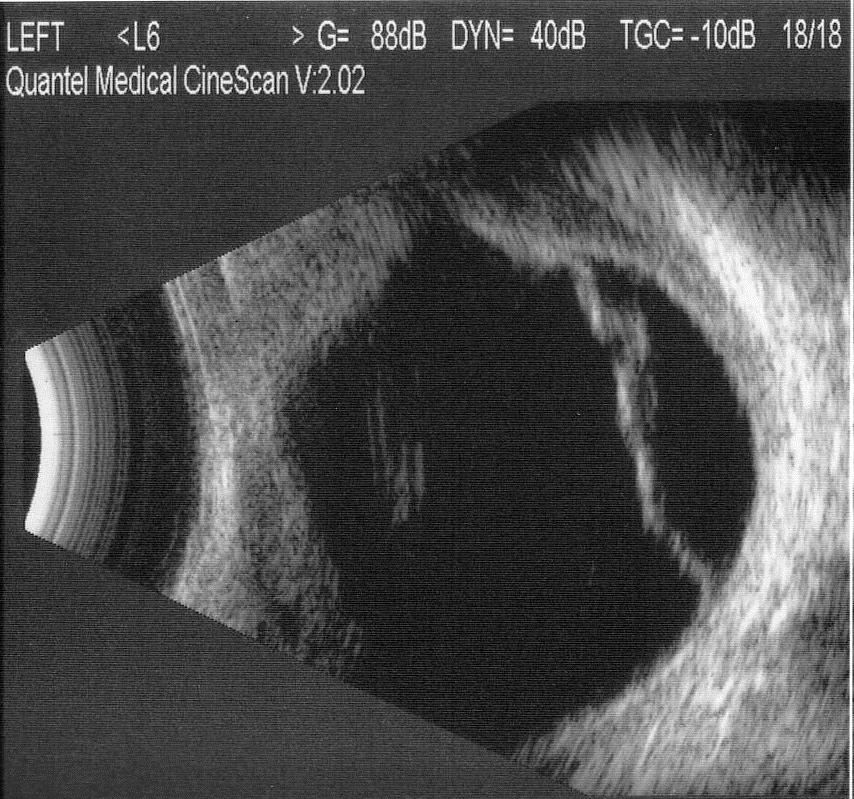 LEFT <L6 > G= 88dB DYN= 40dB TGC= -10dB 18/18
Quantel Medical CineScan V:2.02